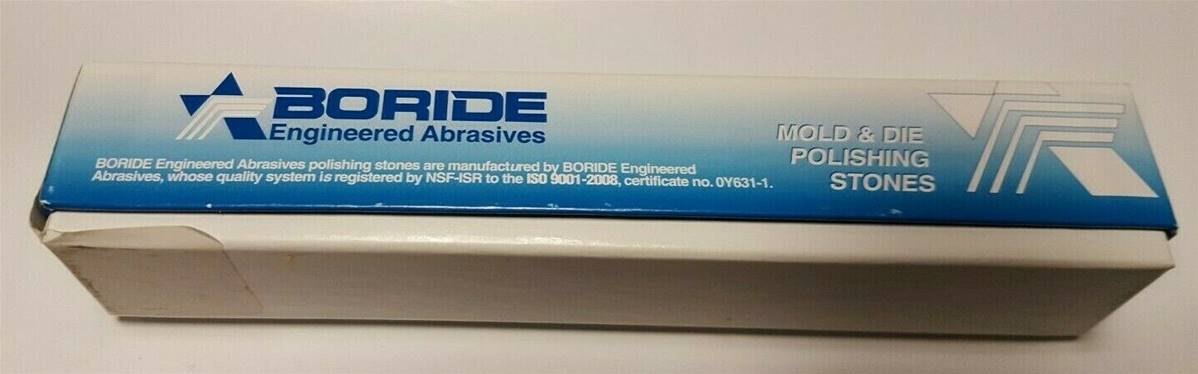 BORIDE
Engineered Abrasives
BORIDE Engineered Abrasives polishing stones are manufactured by BORIDE Engineered
Abrasives, whose quality system is registered by NSF-ISR to the ISO 9001-2008, certificate no. 0Y631-1.
MOLD & DIE
POLISHING
STONES